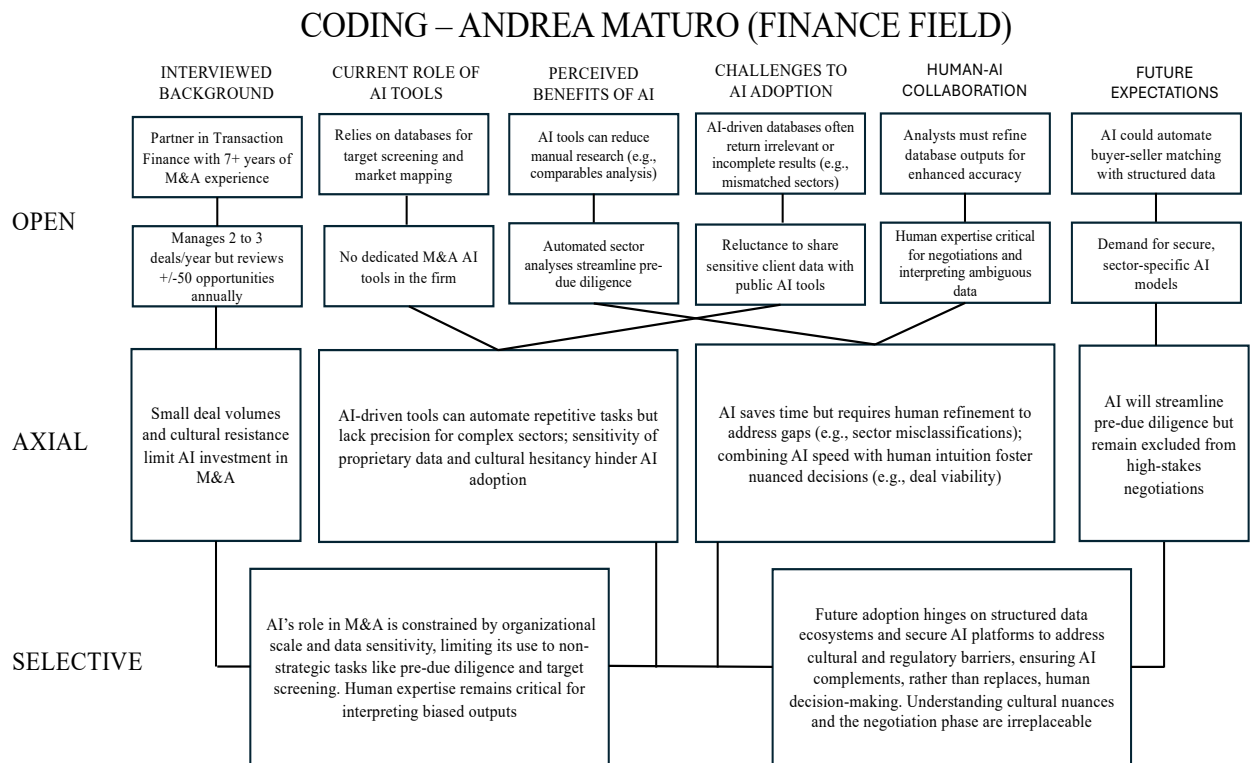 CODING – ANDREA MATURO (FINANCE FIELD)
INTERVIEWED
BACKGROUND
CURRENT ROLE OF
AI TOOLS
PERCEIVED
BENEFITS OF AI
CHALLENGES TO
AI ADOPTION
HUMAN-AI
COLLABORATION
FUTURE
EXPECTATIONS
OPEN
Partner in Transaction
Finance with 7+ years of
M&A experience
Relies on databases for
target screening and
market mapping
AI tools can reduce
manual research (e.g.,
comparables analysis)
AI-driven databases often
return irrelevant or
incomplete results (e.g.,
mismatched sectors)
Analysts must refine
database outputs for
enhanced accuracy
AI could automate
buyer-seller matching
with structured data
Manages 2 to 3
deals/year but reviews
+/-50 opportunities
annually
No dedicated M&A AI
tools in the firm
Automated sector
analyses streamline pre-
due diligence
Reluctance to share
sensitive client data with
public AI tools
Human expertise critical
for negotiations and
interpreting ambiguous
data
Demand for secure,
sector-specific AI
models
AXIAL
Small deal volumes
and cultural resistance
limit AI investment in
M&A
AI-driven tools can automate repetitive tasks but
lack precision for complex sectors; sensitivity of
proprietary data and cultural hesitancy hinder AI
adoption
AI saves time but requires human refinement to
address gaps (e.g., sector misclassifications);
combining AI speed with human intuition foster
nuanced decisions (e.g., deal viability)
AI will streamline
pre-due diligence but
remain excluded from
high-stakes
negotiations
SELECTIVE
AI’s role in M&A is constrained by organizational
scale and data sensitivity, limiting its use to non-
strategic tasks like pre-due diligence and target
screening. Human expertise remains critical for
interpreting biased outputs
Future adoption hinges on structured data
ecosystems and secure AI platforms to address
cultural and regulatory barriers, ensuring AI
complements, rather than replaces, human
decision-making. Understanding cultural nuances
and the negotiation phase are irreplaceable